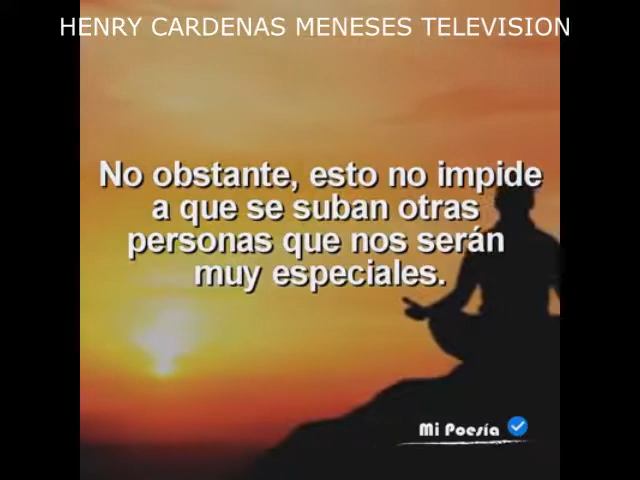 HENRY CARDENAS MENESES TELEVISION
No obstante, esto no impide
a que se suban otras
personas que nos serán
muy especiales.
Mi Poesía